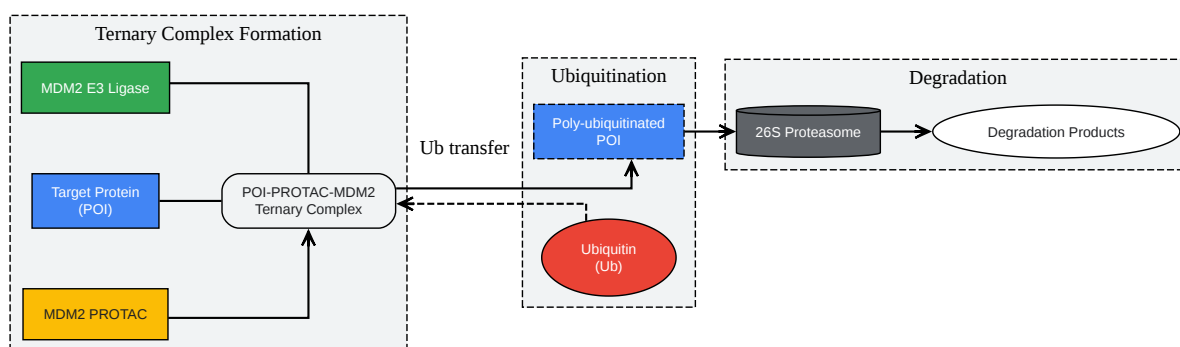 Ternary Complex Formation
MDM2 E3 Ligase
Target Protein
(POI)
MDM2 PROTAC
POI-PROTAC-MDM2
Ternary Complex
Ub transfer
Ubiquitination
Poly-ubiquitinated
POI
Ubiquitin
(Ub)
Degradation
26S Proteasome
Degradation Products